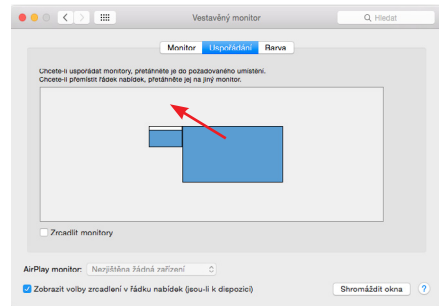 Vestavěný monitor
Hledat
Monitor Uspořádání Barva
Chcete-li uspořádat monitory, přetáhněte je do požadovaného umístění.
Chcete-li přemístit řádek nabídek, přetáhněte jej na jiný monitor.
Zrcadlit monitory
AirPlay monitor: Nezjištěna žádná zařízení
Zobrazit volby zrcadlení v řádku nabídek (jsou-li k dispozici)
Shromáždit okna ?